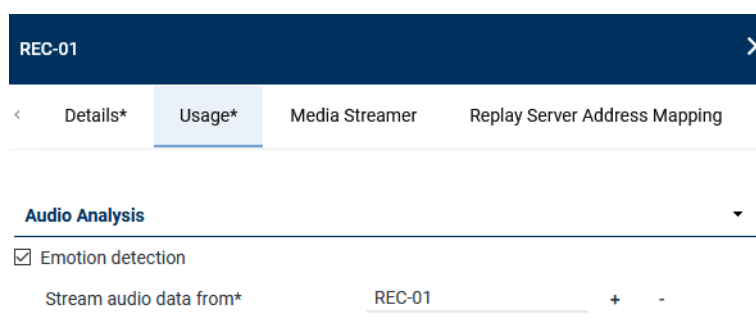 REC-01
Details* Usage* Media Streamer Replay Server Address Mapping
Audio Analysis
Emotion detection
Stream audio data from* REC-01 + -